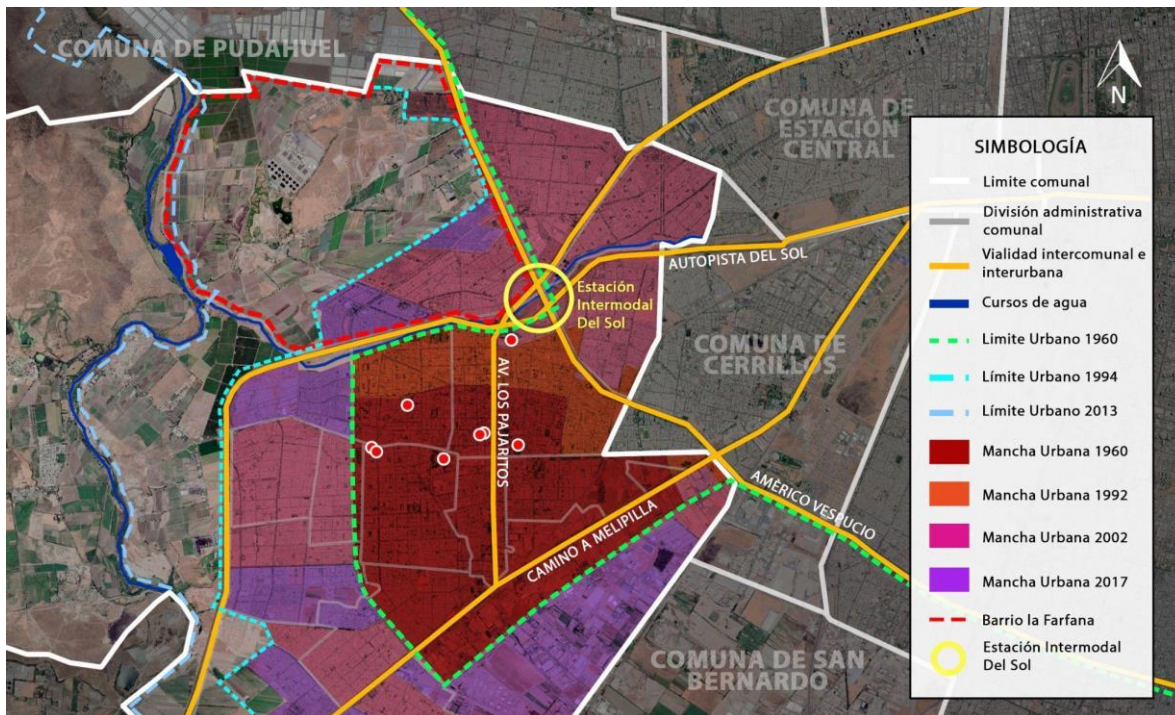 COMUNA DE PUDAHUEL
COMUNA DE
ESTACIÓN
CENTRAL
N
AUTOPISTA DEL SOL
Estación
Intermodal
Del Sol
COMUNA DE
CERRILLOS
AV. LOS PAJARITOS
AMÉRICO VESPUCIO
CAMINO A MELIPILLA
COMUNA DE SAN
BERNARDO
SIMBOLOGÍA
Limite comunal
División administrativa
comunal
Vialidad intercomunal e
interurbana
Cursos de agua
Limite Urbano 1960
Límite Urbano 1994
Límite Urbano 2013
Mancha Urbana 1960
Mancha Urbana 1992
Mancha Urbana 2002
Mancha Urbana 2017
Barrio la Farfana
Estación Intermodal
Del Sol